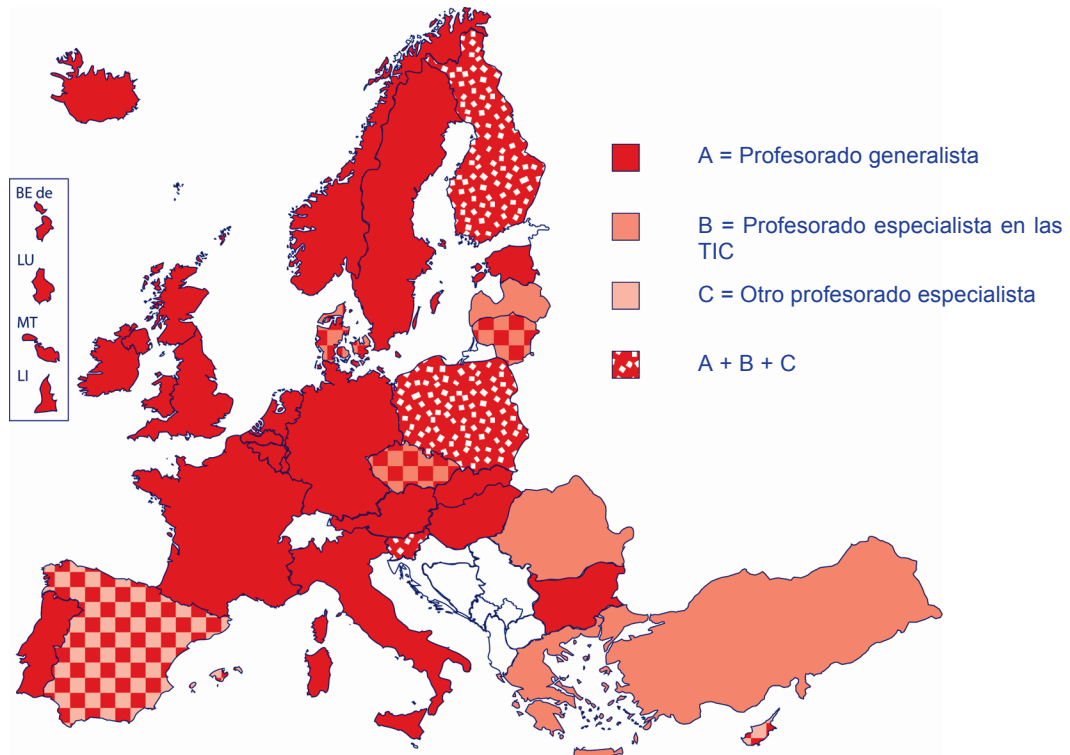 BE de
LU
MT
LI
A = Profesorado generalista
B = Profesorado especialista en las
TIC
C = Otro profesorado especialista
A + B + C